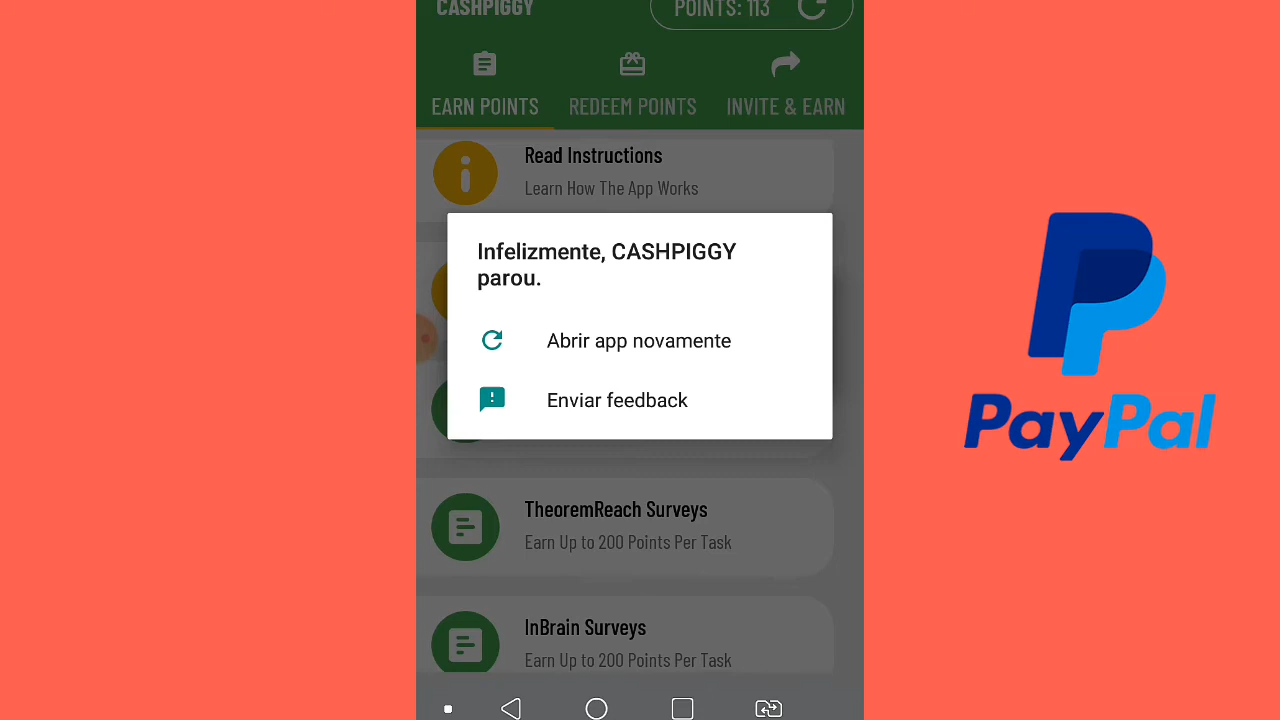 CASHPIGGY
POINTS: 113
EARN POINTS
REDEEM POINTS
INVITE & EARN
Read Instructions
Learn How The App Works
Infelizmente, CASHPIGGY
parou.
Abrir app novamente
Enviar feedback
TheoremReach Surveys
Earn Up to 200 Points Per Task
InBrain Surveys
Earn Up to 200 Points Per Task
PayPal